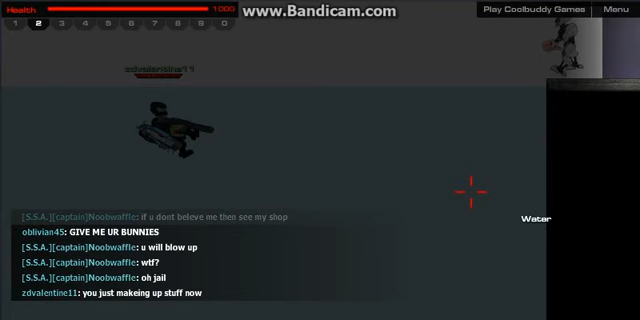 www.Bandicam.com
Health 1000 Play Coolbuddy Games Menu
1 2 3 4 5 6 7 8 9 0
zdvalentine11
Water
[S.S.A.][captain]Noobwaffle: if u dont beleve me then see my shop
oblivian45: GIVE ME UR BUNNIES
[S.S.A.][captain]Noobwaffle: u will blow up
[S.S.A.][captain]Noobwaffle: wtf?
[S.S.A.][captain]Noobwaffle: oh jail
zdvalentine11: you just makeing up stuff now